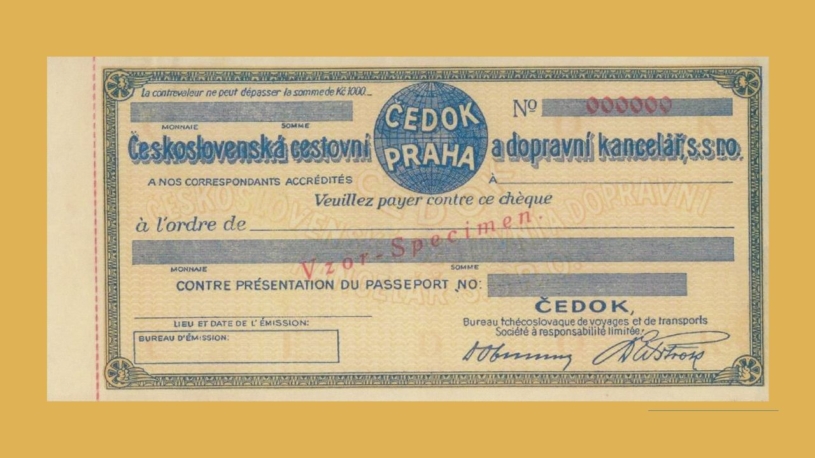 La contrevaleur ne peut dépasser la somme de Kč 1000._
MONNAIE SOMME
ČEDOK PRAHA
Nº 000000
Československá cestovní a dopravní kancelář, s.s r.o.
A NOS CORRESPONDANTS ACCRÉDITÉS À
Veuillez payer contre ce chèque
à l'ordre de
Vzor-Specimen.
MONNAIE SOMME
CONTRE PRÉSENTATION DU PASSEPORT NO:
ČEDOK,
Bureau tchécoslovaque de voyages et de transports
Société à responsabilité limitée.
LIEU ET DATE DE L'ÉMISSION:
BUREAU D'ÉMISSION: